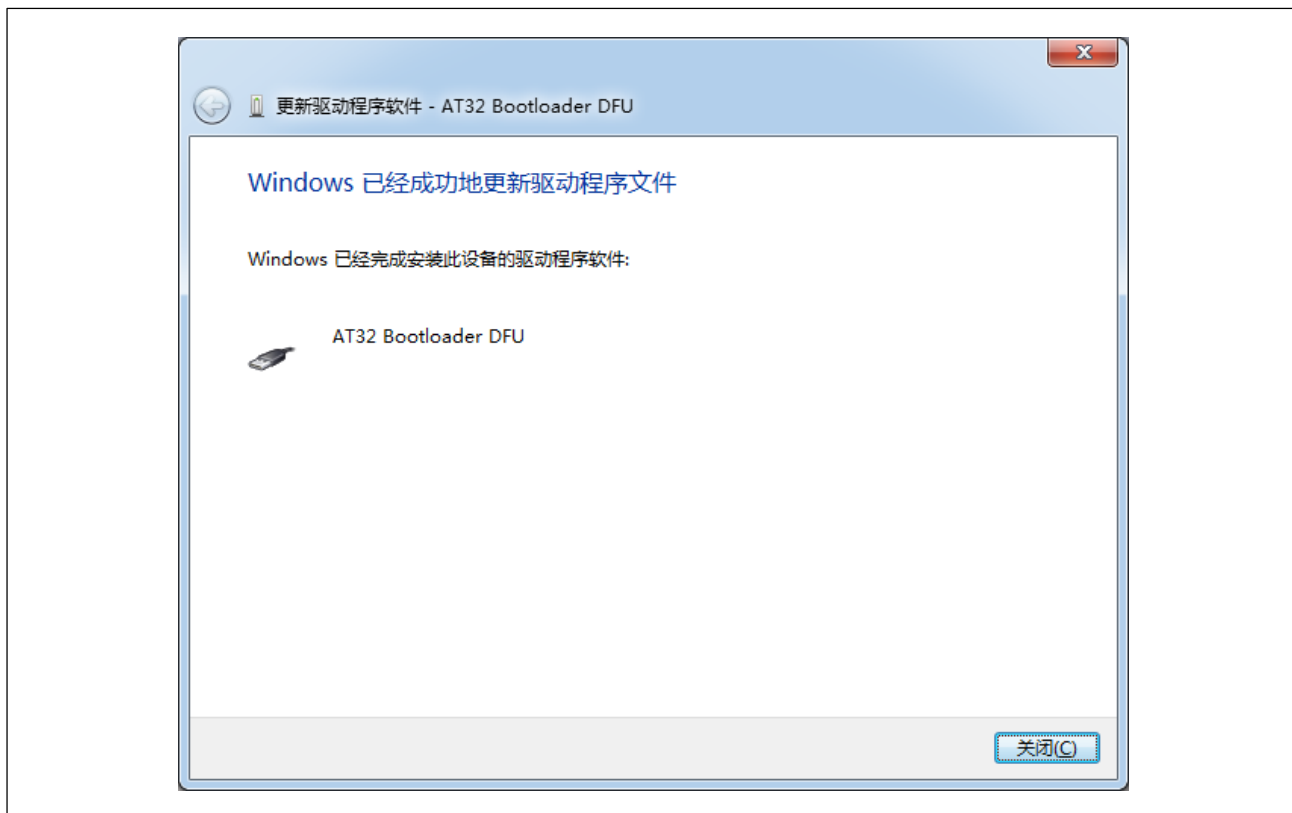 更新驱动程序软件 - AT32 Bootloader DFU
Windows 已经成功地更新驱动程序文件
Windows 已经完成安装此设备的驱动程序软件:
AT32 Bootloader DFU
关闭(C)